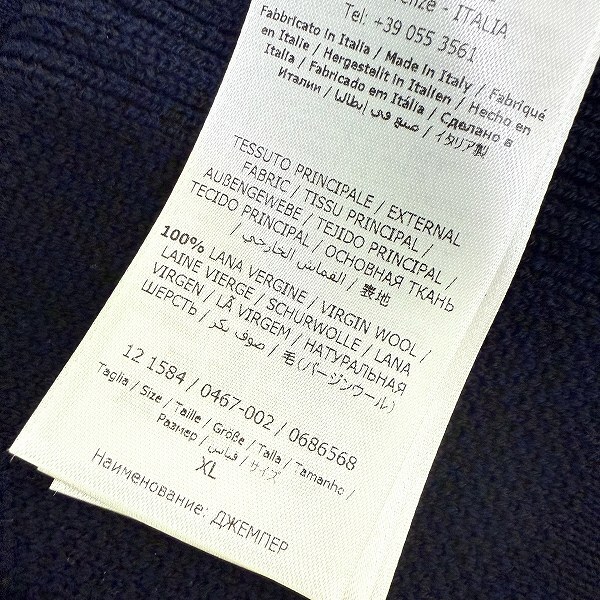 ITALIA
Tel: +39 055 3561
Fabbricato in Italia / Made in Italy / Fabriqué
en Italie / Hergestellt in Italien / Hecho en
Italia / Fabricado em Itália / Сделано в
Италии / صنع في إيطاليا / イタリア製
TESSUTO PRINCIPALE / EXTERNAL
FABRIC / TISSU PRINCIPAL /
AUßENGEWEBE / TEJIDO PRINCIPAL /
TECIDO PRINCIPAL / ОСНОВНАЯ ТКАНЬ
/ القماش الخارجي / 表地
100% LANA VERGINE / VIRGIN WOOL /
LAINE VIERGE / SCHURWOLLE / LANA
VIRGEN / LÃ VIRGEM / НАТУРАЛЬНАЯ
ШЕРСТЬ / صوف بكر / 毛(バージンウール)
12 1584 / 0467-002 / 0686568
Taglia / Size / Taille / Größe / Talla / Tamanho /
Размер / قياس / サイズ
XL
Наименование: ДЖЕМПЕР